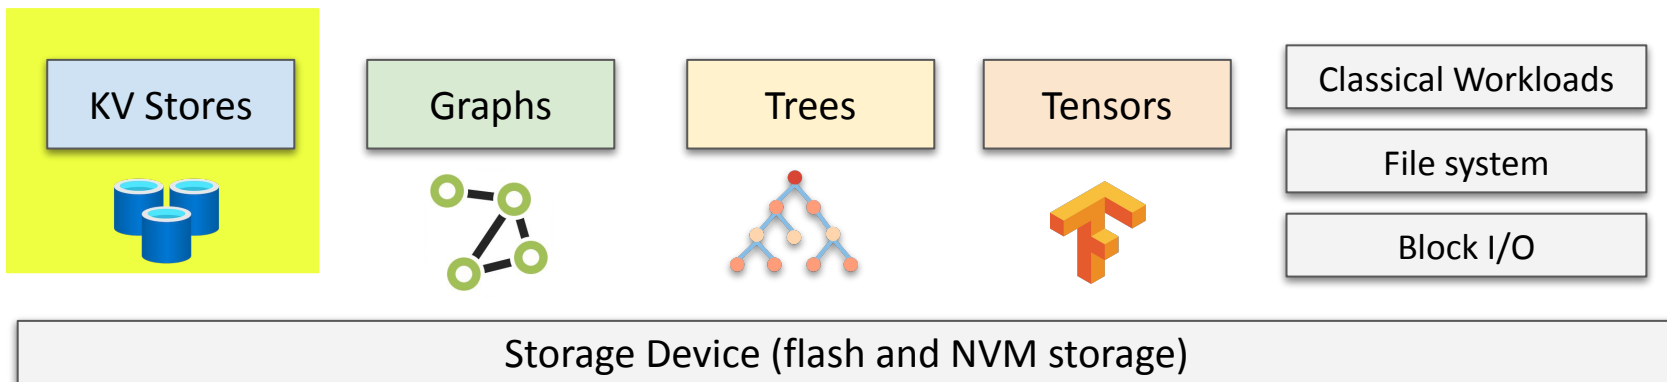 KV Stores
Graphs
Trees
Tensors
Classical Workloads
File system
Block I/O
Storage Device (flash and NVM storage)